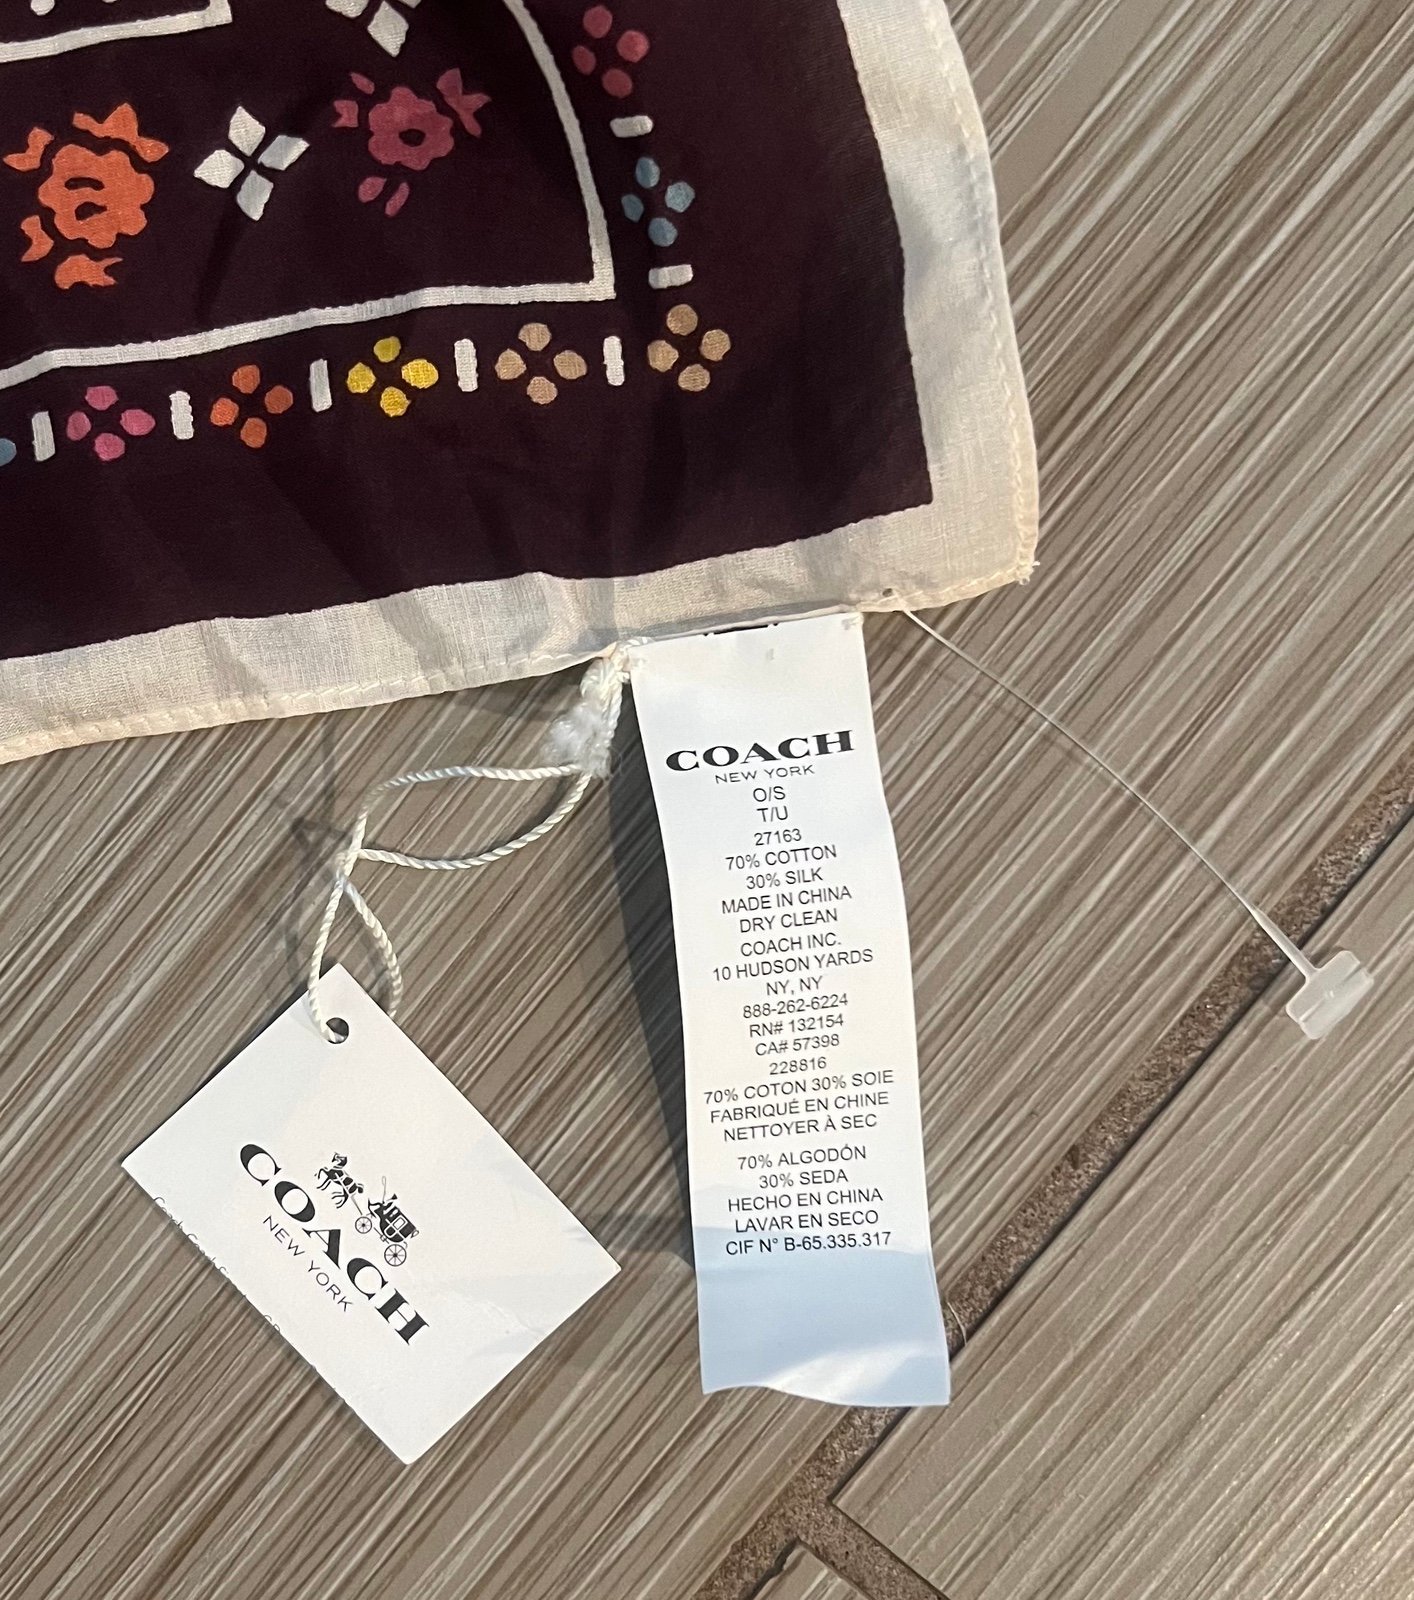 COACH
NEW YORK
O/S
T/U
27163
70% COTTON
30% SILK
MADE IN CHINA
DRY CLEAN
COACH INC.
10 HUDSON YARDS
NY, NY
888-262-6224
RN# 132154
CA# 57398
228816
70% COTON 30% SOIE
FABRIQUÉ EN CHINE
NETTOYER À SEC
70% ALGODÓN
30% SEDA
HECHO EN CHINA
LAVAR EN SECO
CIF N° B-65.335.317
COACH
NEW YORK